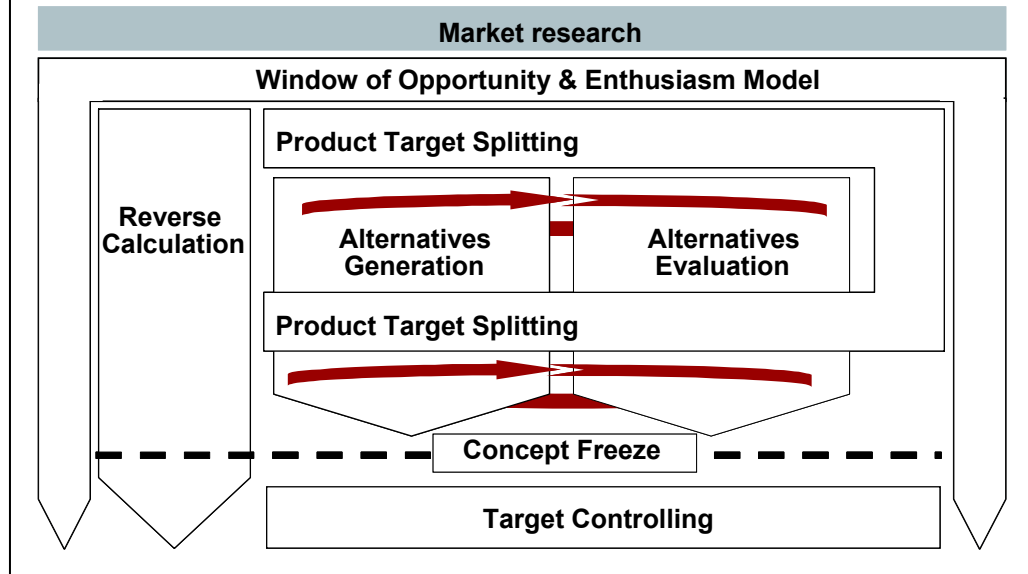 Market research
Window of Opportunity & Enthusiasm Model
Product Target Splitting
Reverse
Calculation
Alternatives
Generation
Alternatives
Evaluation
Product Target Splitting
Concept Freeze
Target Controlling